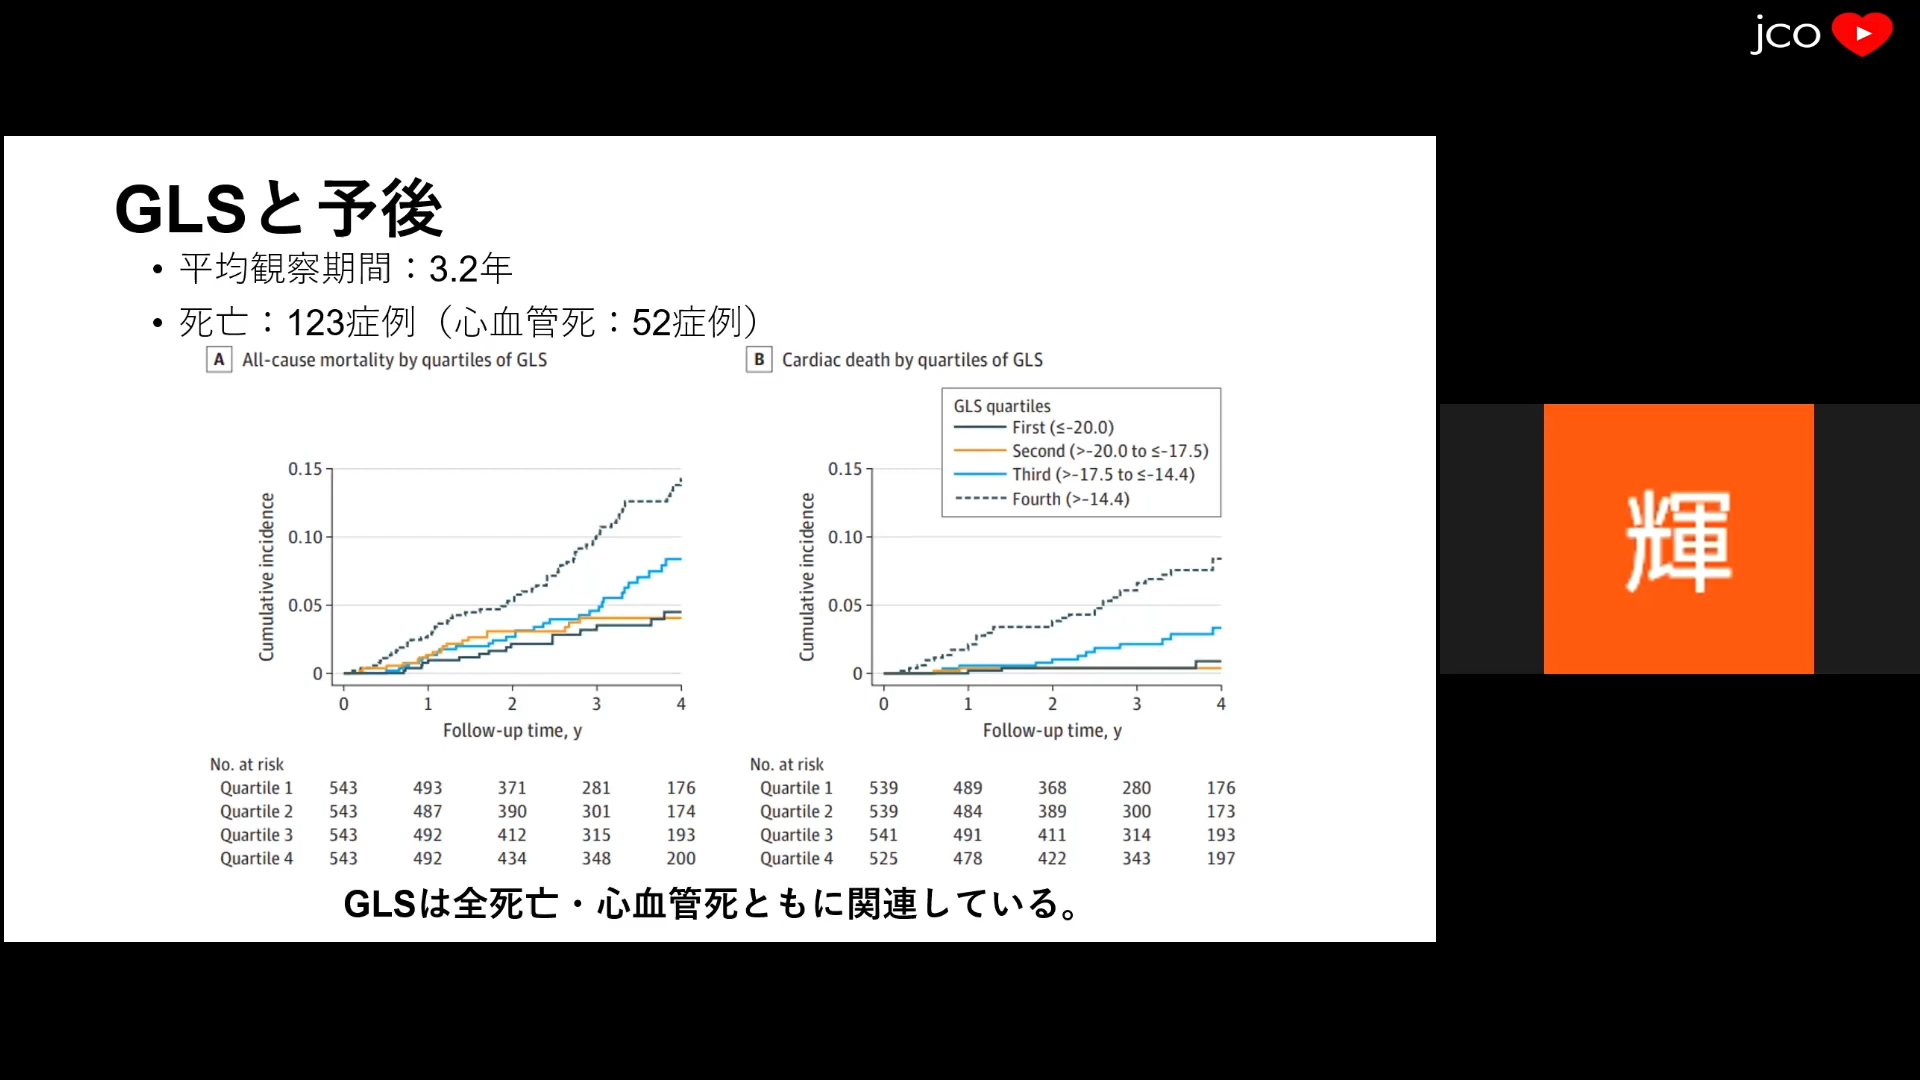 jco
GLSと予後
• 平均観察期間：3.2年
• 死亡：123症例（心血管死：52症例）
A All-cause mortality by quartiles of GLS
Cumulative incidence
0.15
0.10
0.05
0
0 1 2 3 4
Follow-up time, y
No. at risk
Quartile 1 543 493 371 281 176
Quartile 2 543 487 390 301 174
Quartile 3 543 492 412 315 193
Quartile 4 543 492 434 348 200
B Cardiac death by quartiles of GLS
GLS quartiles
First (≤-20.0)
Second (>-20.0 to ≤-17.5)
Third (>-17.5 to ≤-14.4)
Fourth (>-14.4)
Cumulative incidence
0.15
0.10
0.05
0
0 1 2 3 4
Follow-up time, y
No. at risk
Quartile 1 539 489 368 280 176
Quartile 2 539 484 389 300 173
Quartile 3 541 491 411 314 193
Quartile 4 525 478 422 343 197
GLSは全死亡・心血管死ともに関連している。
輝